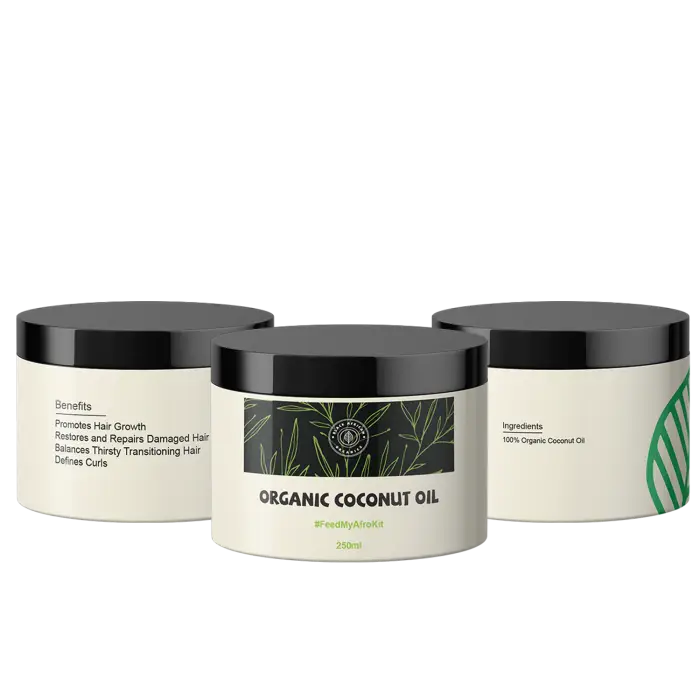 Benefits
Promotes Hair Growth
Restores and Repairs Damaged Hair
Balances Thirsty Transitioning Hair
Defines Curls
ORGANIC COCONUT OIL
#FeedMyAfroKit
250ml
Ingredients
100% Organic Coconut Oil